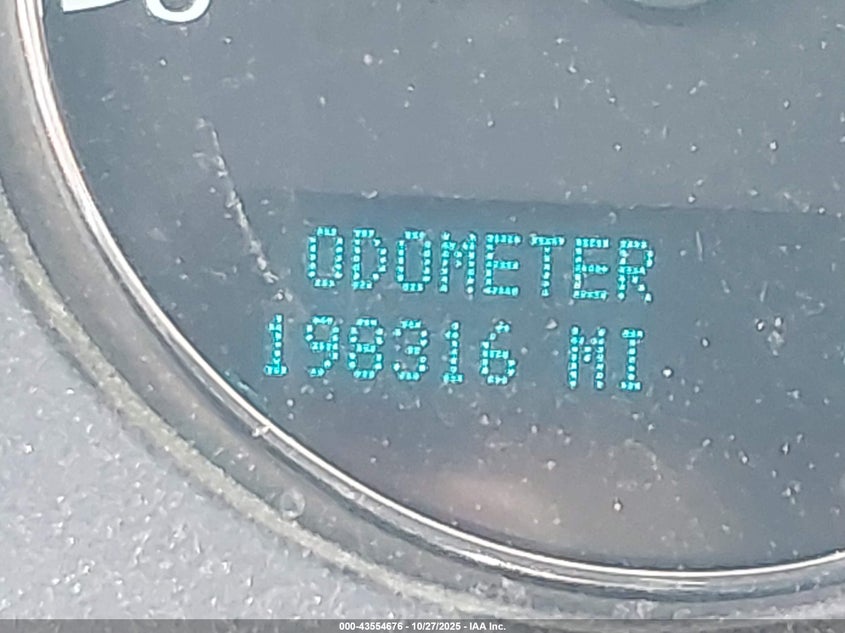 ODOMETER
198316 MI
000-43554676 - 10/27/2025 - IAA Inc.